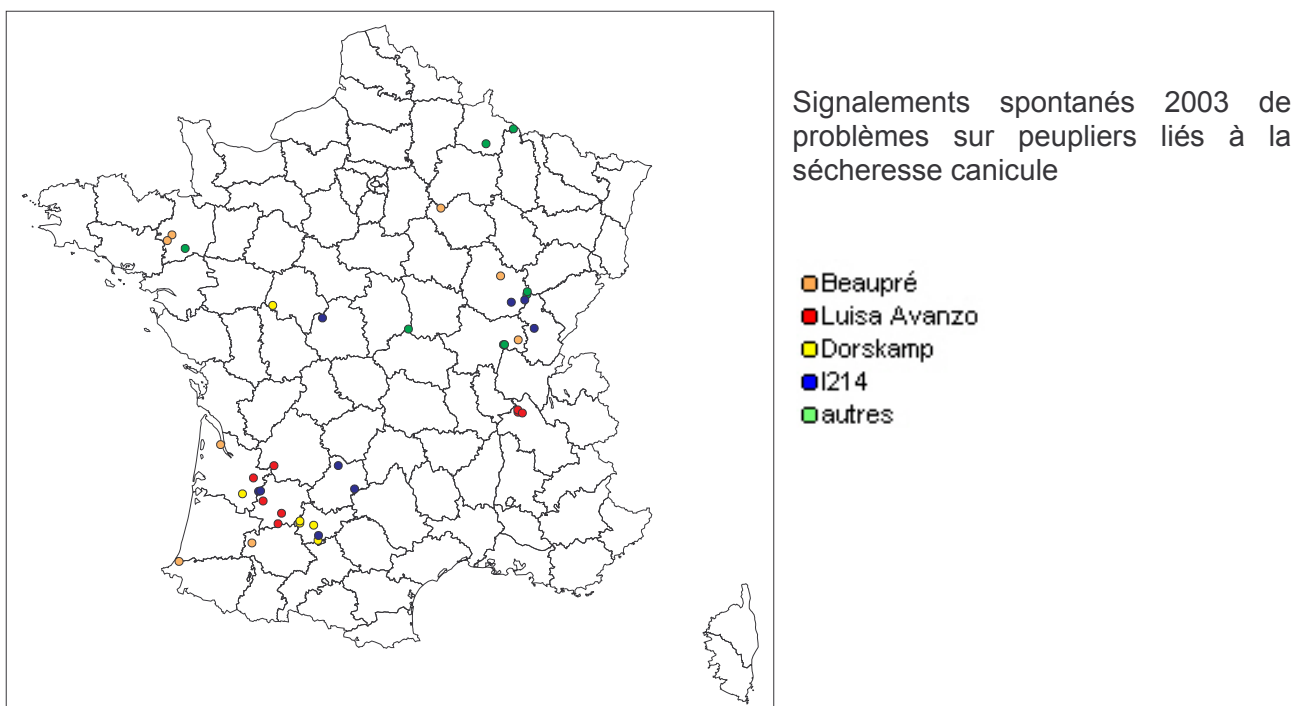 Signalements spontanés 2003 de
problèmes sur peupliers liés à la
sécheresse canicule
Beaupré
Luisa Avanzo
Dorskamp
I214
autres